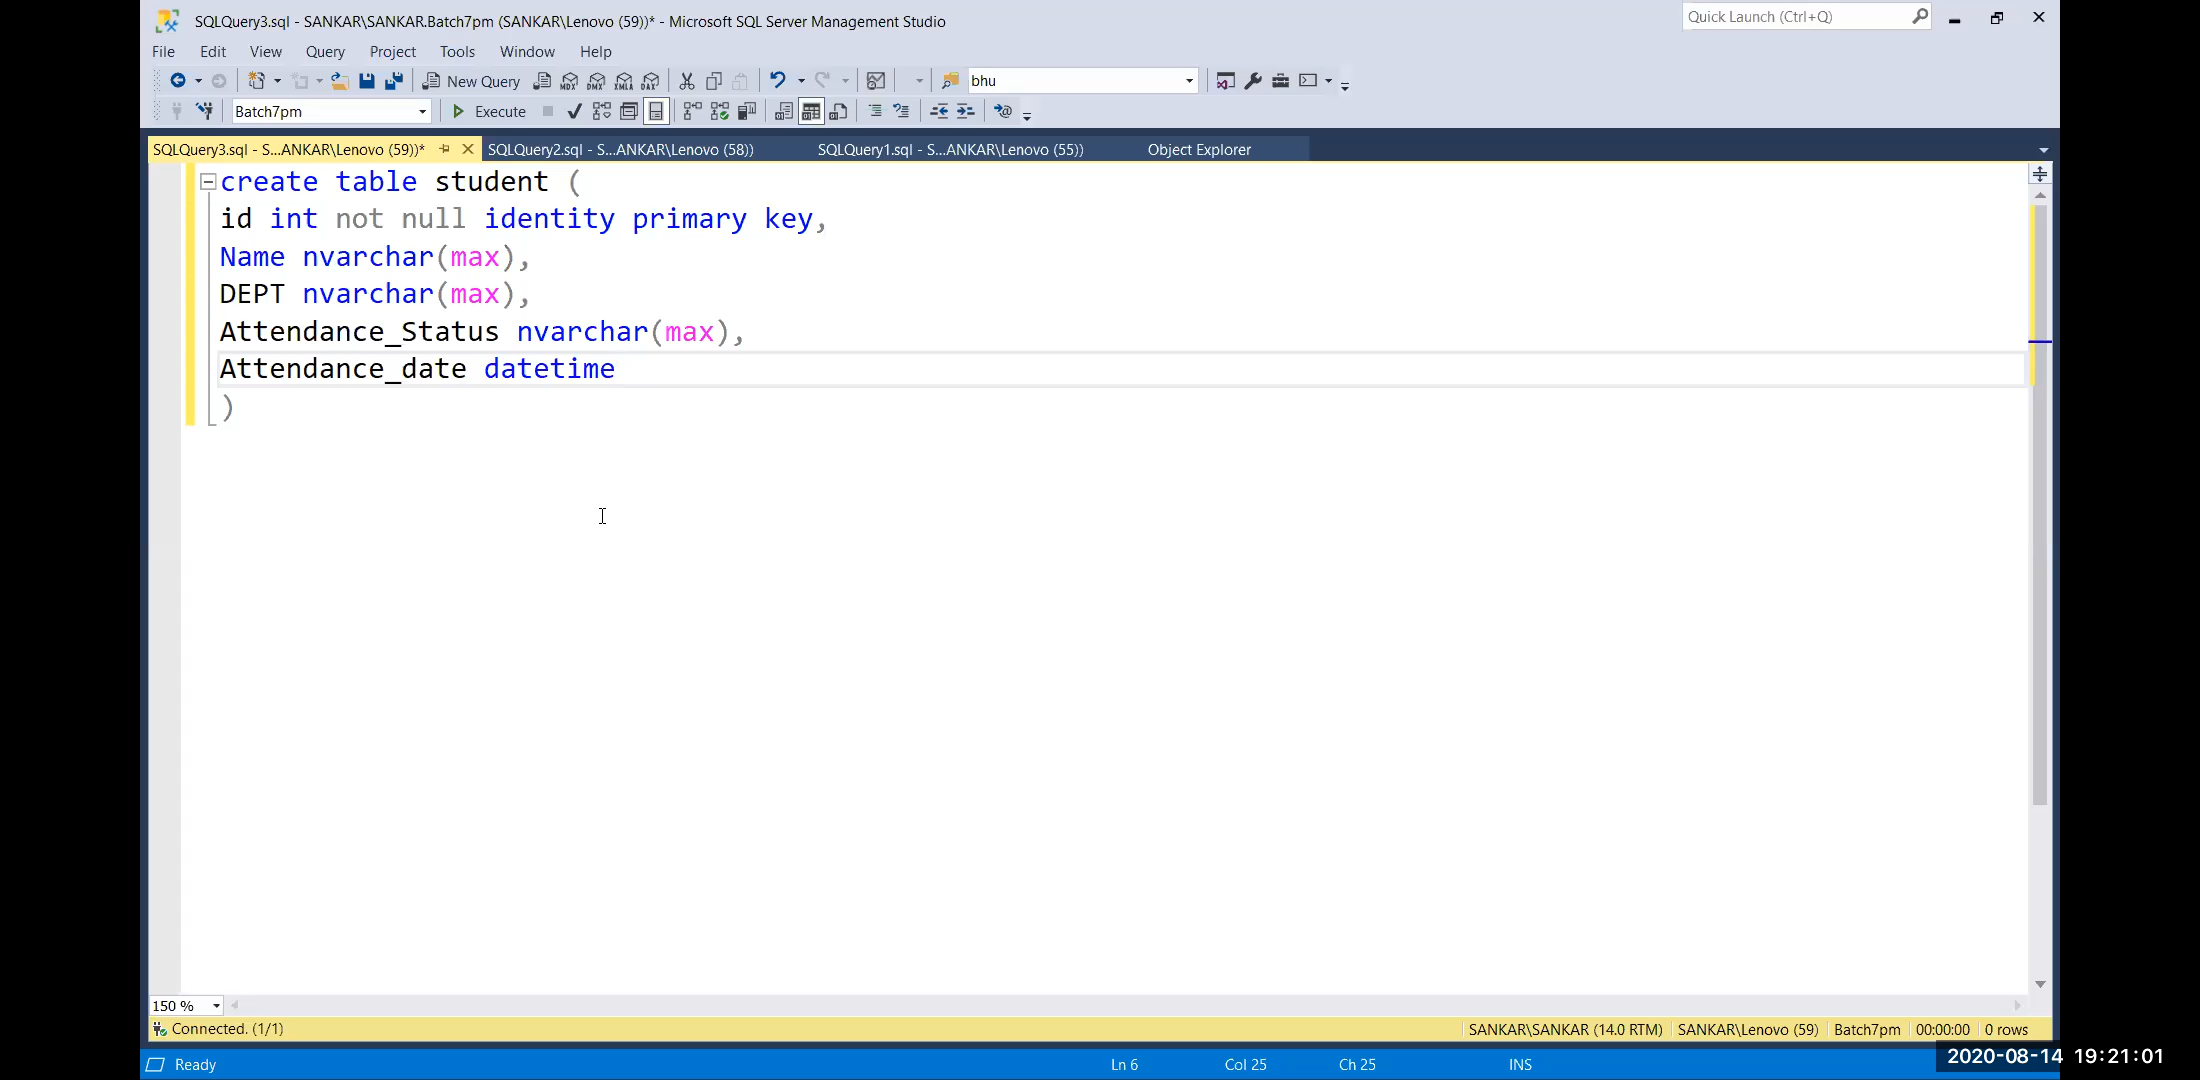 SQLQuery3.sql - SANKAR\SANKAR.Batch7pm (SANKAR\Lenovo (59))* - Microsoft SQL Server Management Studio
Quick Launch (Ctrl+Q)
File Edit View Query Project Tools Window Help
New Query MDX DMX XMLA DAX bhu
Batch7pm Execute
SQLQuery3.sql - S...ANKAR\Lenovo (59))* SQLQuery2.sql - S...ANKAR\Lenovo (58)) SQLQuery1.sql - S...ANKAR\Lenovo (55)) Object Explorer
create table student (
id int not null identity primary key,
Name nvarchar(max),
DEPT nvarchar(max),
Attendance_Status nvarchar(max),
Attendance_date datetime
)
150 %
Connected. (1/1) SANKAR\SANKAR (14.0 RTM) SANKAR\Lenovo (59) Batch7pm 00:00:00 0 rows
Ready Ln 6 Col 25 Ch 25 INS
2020-08-14 19:21:01